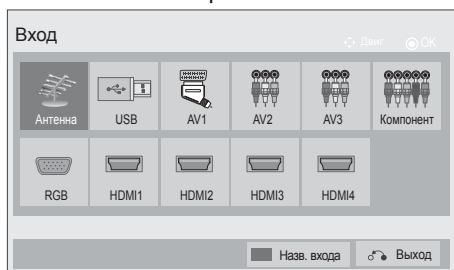 Вход
Двиг OK
Антенна USB AV1 AV2 AV3 Компонент
RGB HDMI1 HDMI2 HDMI3 HDMI4
Назв. входа Выход